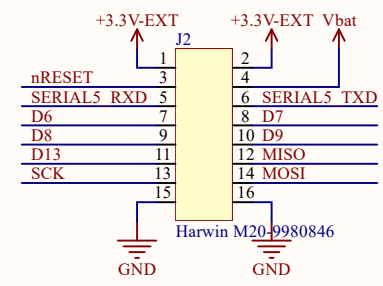 +3.3V-EXT +3.3V-EXT Vbat
J2
1 2
nRESET 3 4
SERIAL5_RXD 5 6 SERIAL5_TXD
D6 7 8 D7
D8 9 10 D9
D13 11 12 MISO
SCK 13 14 MOSI
15 16
Harwin M20-9980846
GND GND